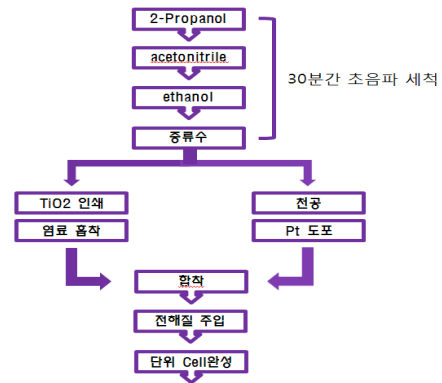 2-Propanol
acetonitrile
30분간 초음파 세척
ethanol
증류수
TiO2 인쇄
천공
염료 흡착
Pt 도포
합착
전해질 주입
단위 Cell완성